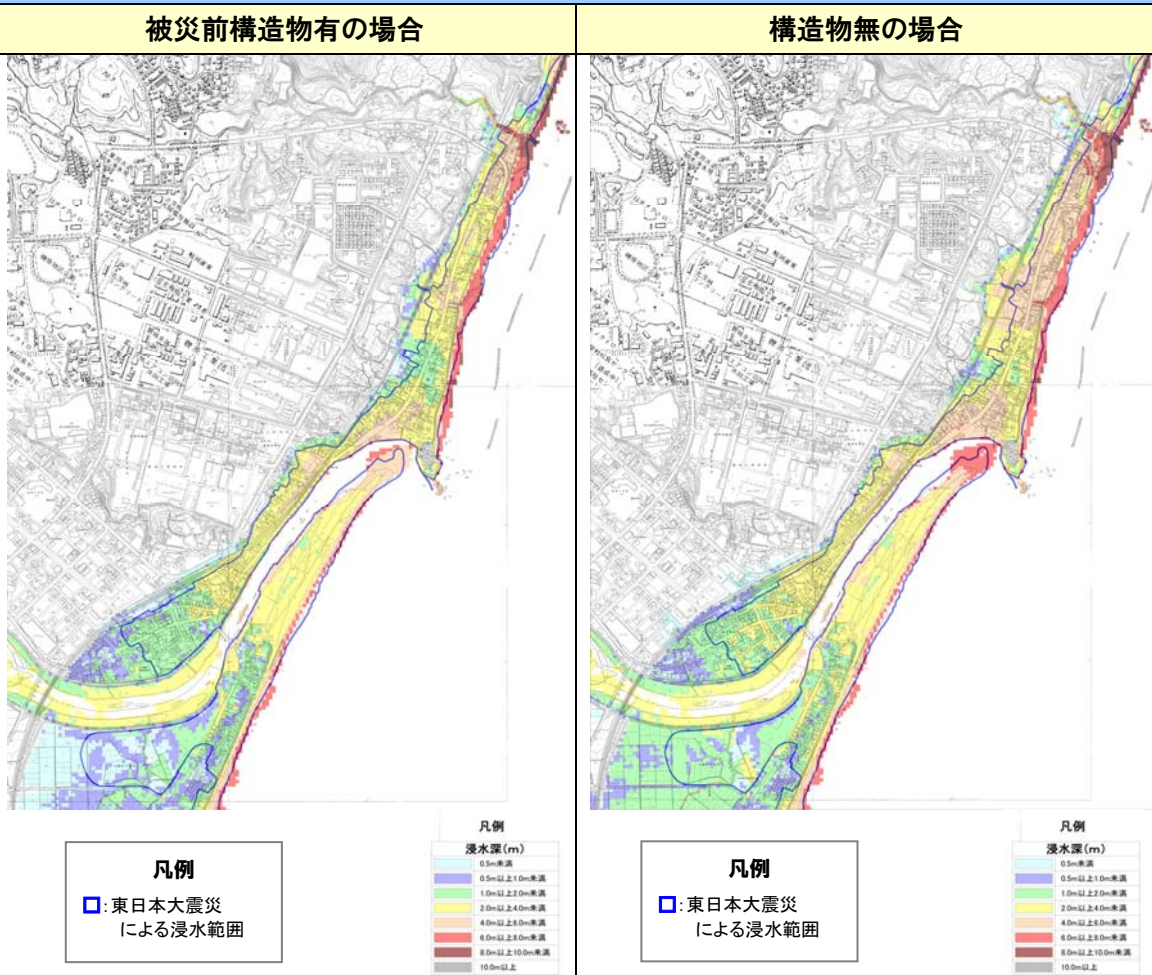 被災前構造物有の場合
構造物無の場合
凡例
□:東日本大震災
による浸水範囲
凡例
浸水深(m)
0.5m未満
0.5m以上1.0m未満
1.0m以上2.0m未満
2.0m以上4.0m未満
4.0m以上6.0m未満
6.0m以上8.0m未満
8.0m以上10.0m未満
10.0m以上
凡例
□:東日本大震災
による浸水範囲
凡例
浸水深(m)
0.5m未満
0.5m以上1.0m未満
1.0m以上2.0m未満
2.0m以上4.0m未満
4.0m以上6.0m未満
6.0m以上8.0m未満
8.0m以上10.0m未満
10.0m以上